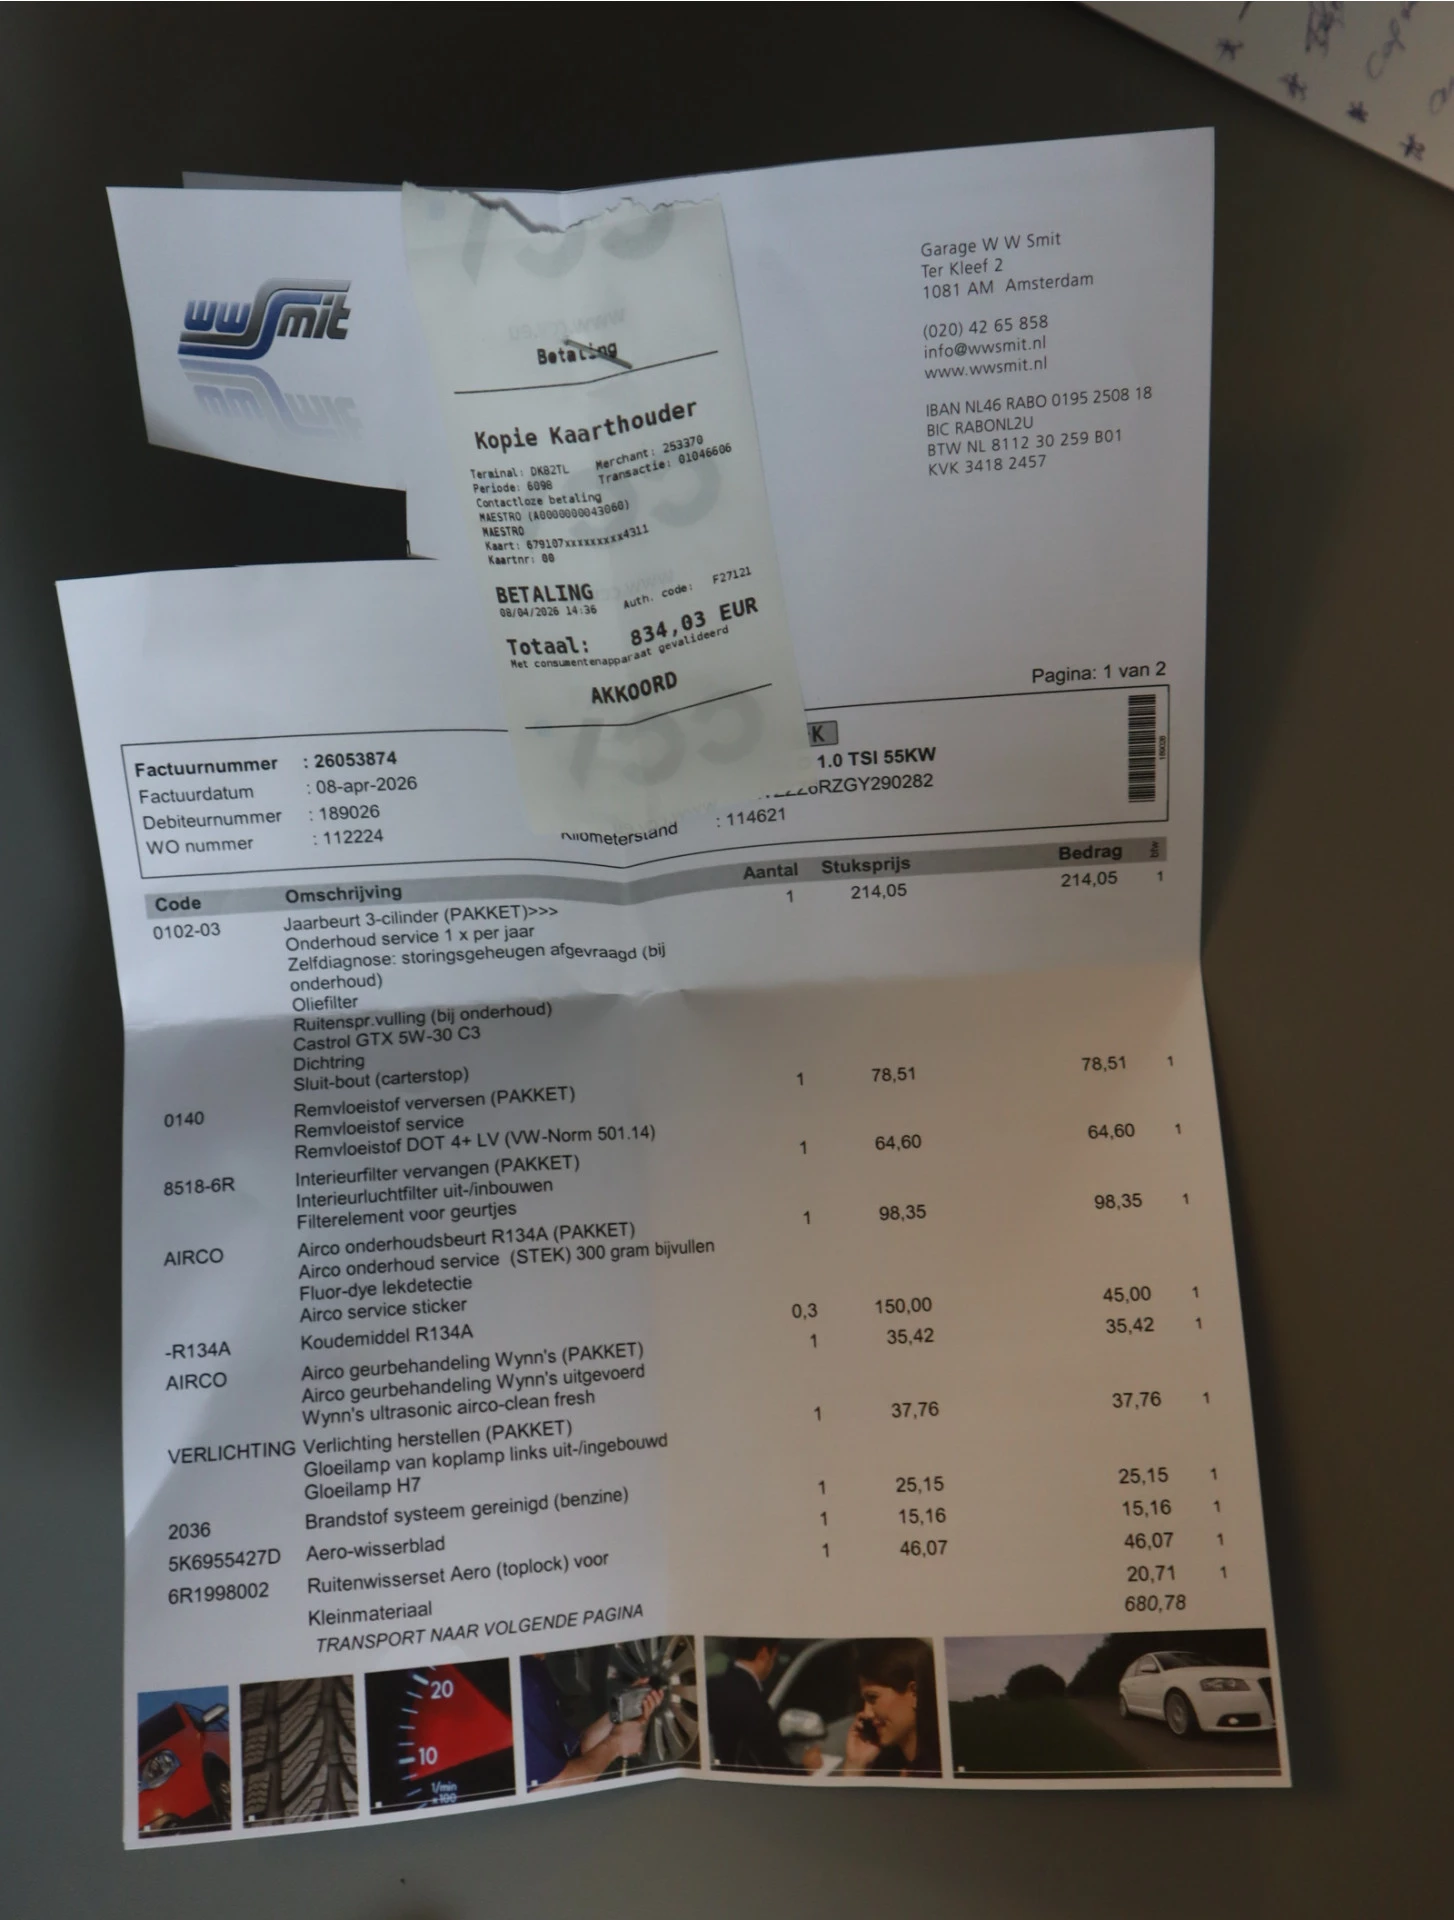 wwsmit
Garage W W Smit
Ter Kleef 2
1081 AM Amsterdam
(020) 42 65 858
info@wwsmit.nl
www.wwsmit.nl
IBAN NL46 RABO 0195 2508 18
BIC RABONL2U
BTW NL 8112 30 259 B01
KVK 3418 2457
Betaling
Kopie Kaarthouder
Terminal: DK82TL Merchant: 253370
Periode: 6098 Transactie: 01046606
Contactloze betaling
MAESTRO (A0000000043060)
MAESTRO
Kaart: 679107xxxxxxxxx4311
Kaartnr: 00
BETALING
08/04/2026 14:36 Auth. code: F27121
Totaal: 834,03 EUR
Met consumentenapparaat gevalideerd
AKKOORD
Pagina: 1 van 2
Factuurnummer : 26053874
Factuurdatum : 08-apr-2026
Debiteurnummer : 189026
WO nummer : 112224
K
1.0 TSI 55KW
RZGY290282
Kilometerstand : 114621
189026
Code Omschrijving Aantal Stuksprijs Bedrag btw
0102-03 Jaarbeurt 3-cilinder (PAKKET)>>> 1 214,05 214,05 1
Onderhoud service 1 x per jaar
Zelfdiagnose: storingsgeheugen afgevraagd (bij
onderhoud)
Oliefilter
Ruitenspr.vulling (bij onderhoud)
Castrol GTX 5W-30 C3
Dichtring
Sluit-bout (carterstop)
0140 Remvloeistof verversen (PAKKET) 1 78,51 78,51 1
Remvloeistof service
Remvloeistof DOT 4+ LV (VW-Norm 501.14)
8518-6R Interieurfilter vervangen (PAKKET) 1 64,60 64,60 1
Interieurluchtfilter uit-/inbouwen
Filterelement voor geurtjes
AIRCO Airco onderhoudsbeurt R134A (PAKKET) 1 98,35 98,35 1
Airco onderhoud service (STEK) 300 gram bijvullen
Fluor-dye lekdetectie
Airco service sticker
-R134A Koudemiddel R134A 0,3 150,00 45,00 1
AIRCO Airco geurbehandeling Wynn's (PAKKET) 1 35,42 35,42 1
Airco geurbehandeling Wynn's uitgevoerd
Wynn's ultrasonic airco-clean fresh
VERLICHTING Verlichting herstellen (PAKKET) 1 37,76 37,76 1
Gloeilamp van koplamp links uit-/ingebouwd
Gloeilamp H7
2036 Brandstof systeem gereinigd (benzine) 1 25,15 25,15 1
5K6955427D Aero-wisserblad 1 15,16 15,16 1
6R1998002 Ruitenwisserset Aero (toplock) voor 1 46,07 46,07 1
Kleinmateriaal 20,71 1
TRANSPORT NAAR VOLGENDE PAGINA 680,78
20
10
1/min
x100